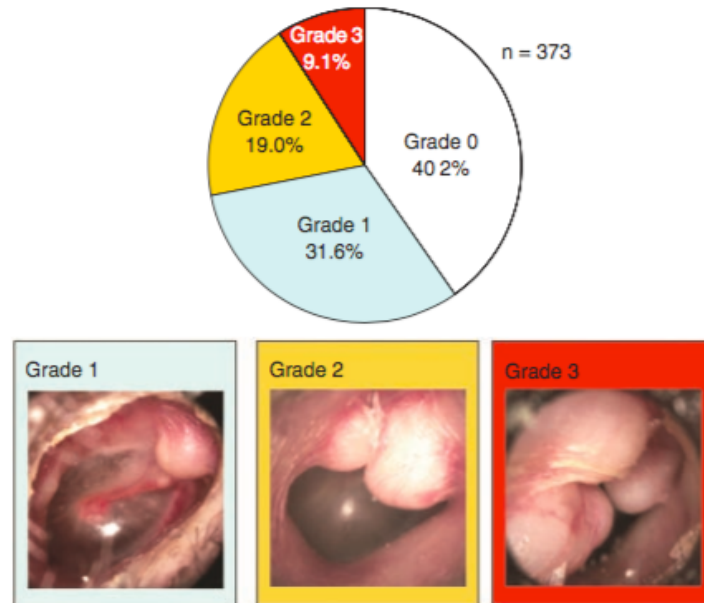 Grade 3
9.1%
n = 373
Grade 2
19.0%
Grade 0
40 2%
Grade 1
31.6%
Grade 1
Grade 2
Grade 3